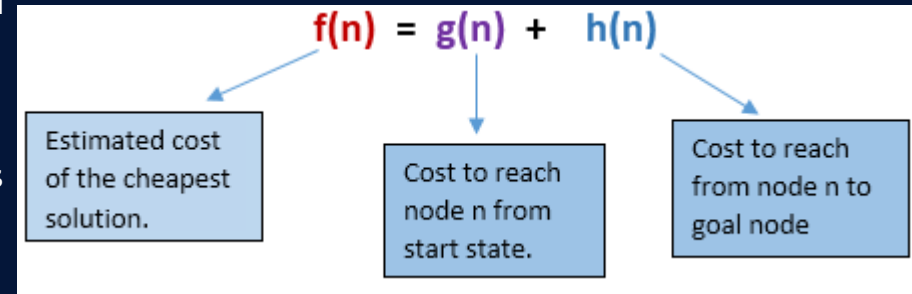 f(n) = g(n) + h(n)
Estimated cost
of the cheapest
solution.
Cost to reach
node n from
start state.
Cost to reach
from node n to
goal node